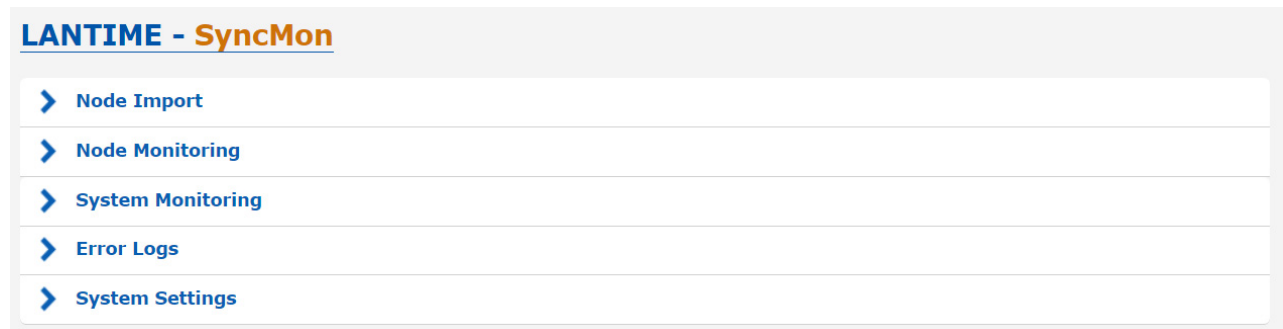 LANTIME - SyncMon
Node Import
Node Monitoring
System Monitoring
Error Logs
System Settings